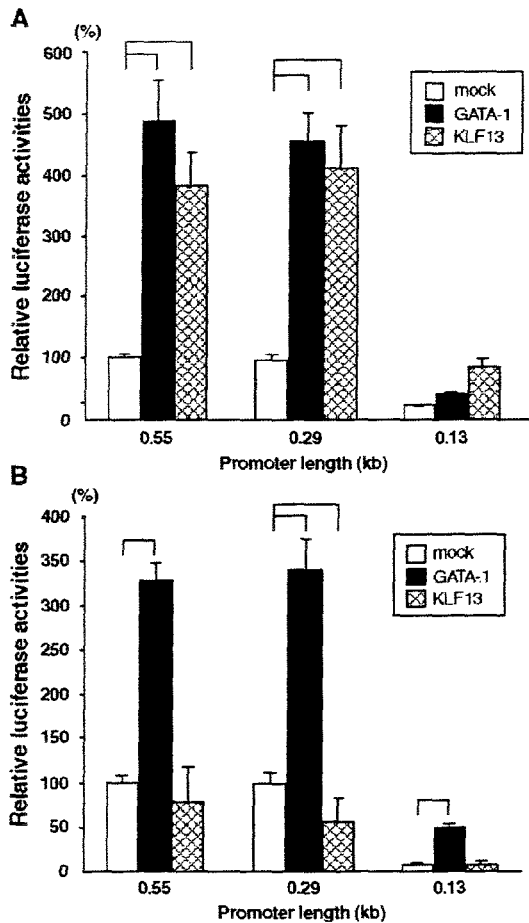 A
(%)
600
500
400
300
200
100
0
Relative luciferase activities
mock
GATA-1
KLF13
0.55
0.29
0.13
Promoter length (kb)
B
(%)
400
350
300
250
200
150
100
50
0
Relative luciferase activities
mock
GATA-1
KLF13
0.55
0.29
0.13
Promoter length (kb)